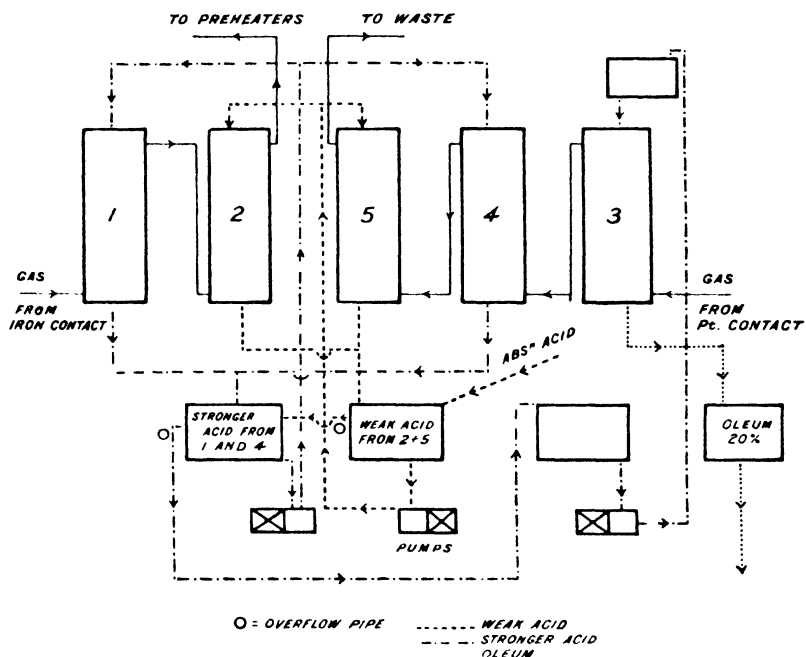 TO PREHEATERS
TO WASTE
1
2
5
4
3
GAS
FROM
IRON CONTACT
GAS
FROM
Pt. CONTACT
ABSN ACID
STRONGER
ACID FROM
1 AND 4
WEAK ACID
FROM 2+5
OLEUM
20%
PUMPS
O = OVERFLOW PIPE
WEAK ACID
STRONGER ACID
OLEUM